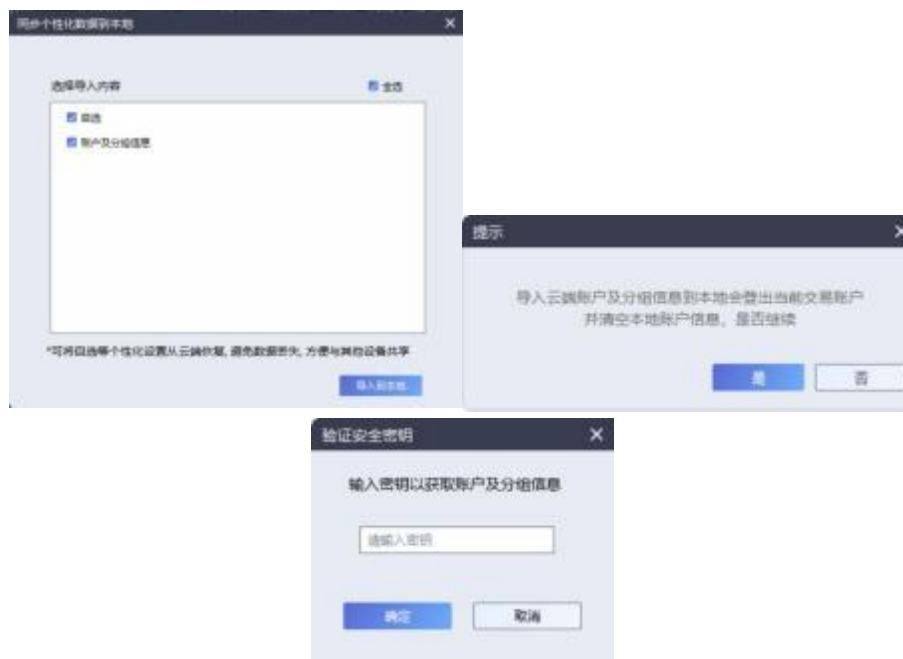 同步个性化数据到本地
选择导入内容
全选
自选
账户及分组信息
*可将自选等个性化设置从云端恢复, 避免数据丢失, 方便与其他设备共享
导入到本地
提示
导入云端账户及分组信息到本地会登出当前交易账户
并清空本地账户信息，是否继续
是
否
验证安全密钥
输入密钥以获取账户及分组信息
请输入密钥
确定
取消